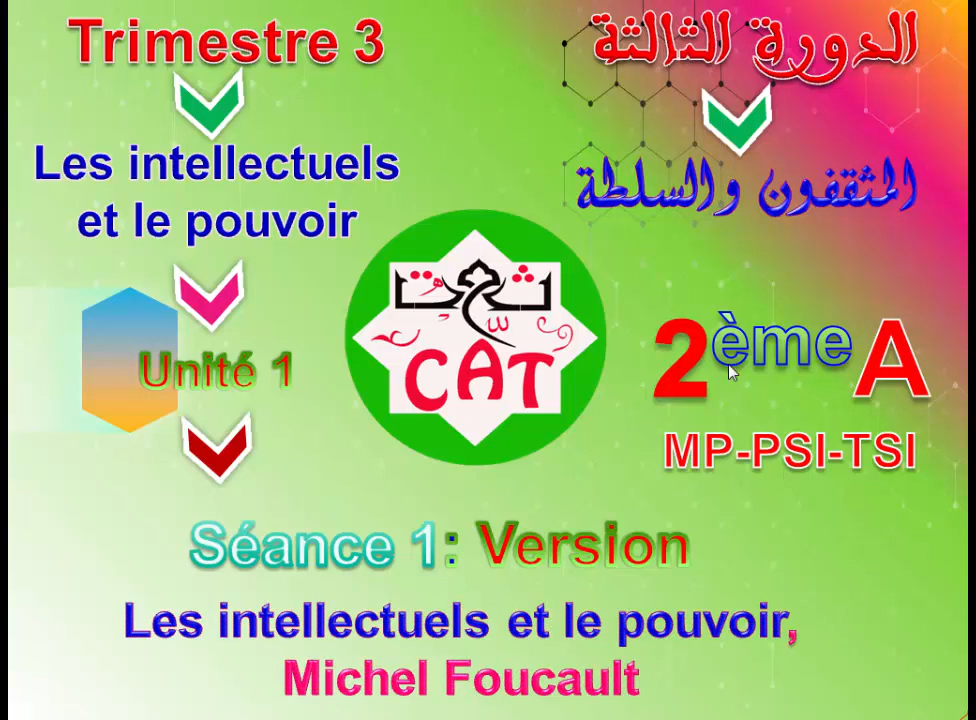 Trimestre 3
الدورة الثالثة
Les intellectuels
et le pouvoir
المثقفون والسلطة
Unité 1
CAT
2ème A
MP-PSI-TSI
Séance 1: Version
Les intellectuels et le pouvoir,
Michel Foucault